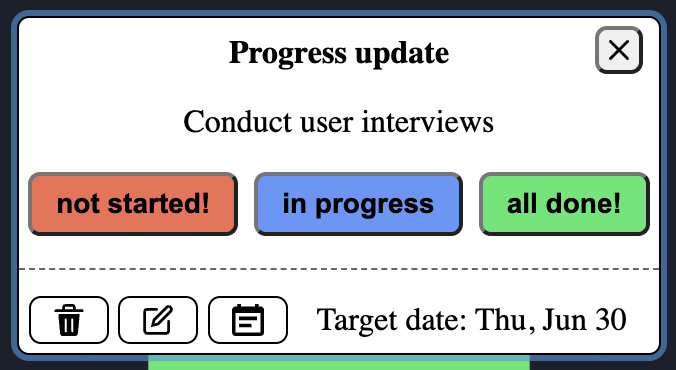 Progress update
Conduct user interviews
not started! in progress all done!
Target date: Thu, Jun 30